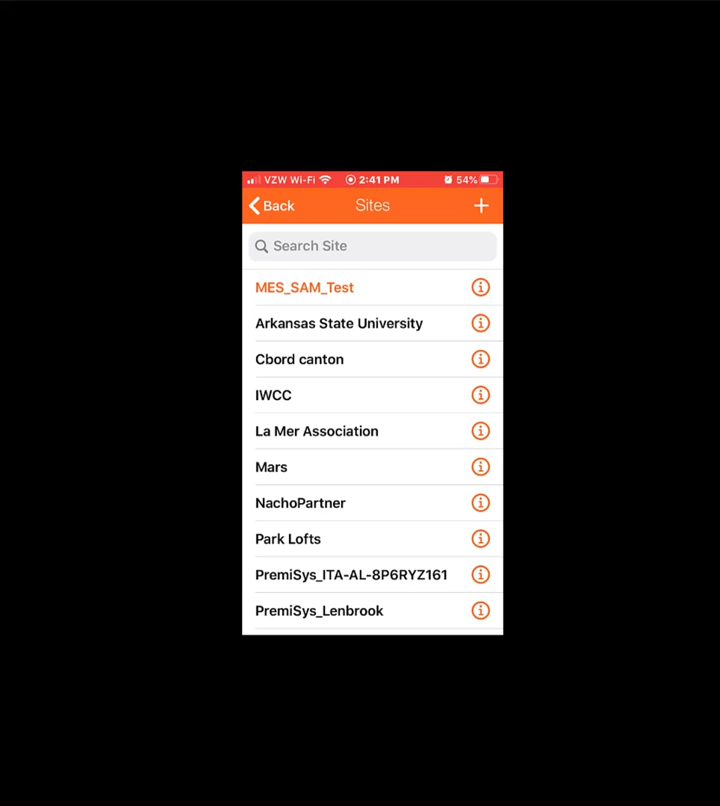 VZW Wi-Fi 2:41 PM 54%
Back Sites +
Search Site
MES_SAM_Test
Arkansas State University
Cbord canton
IWCC
La Mer Association
Mars
NachoPartner
Park Lofts
PremiSys_ITA-AL-8P6RYZ161
PremiSys_Lenbrook